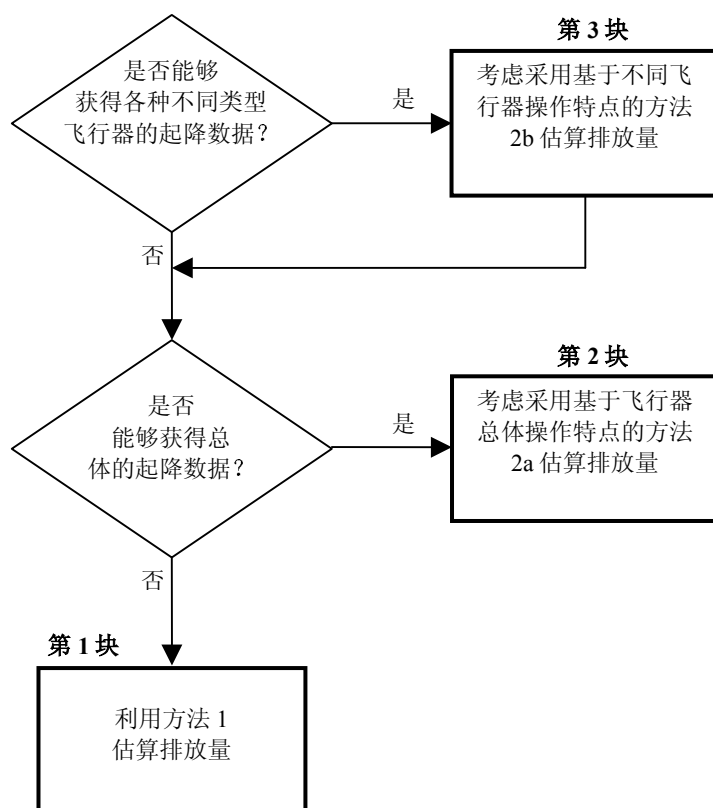 是否能够
获得各种不同类型
飞行器的起降数据？
是
第 3 块
考虑采用基于不同飞
行器操作特点的方法
2b 估算排放量
否
是否
能够获得总
体的起降数据？
是
第 2 块
考虑采用基于飞行器
总体操作特点的方法
2a 估算排放量
否
第 1 块
利用方法 1
估算排放量